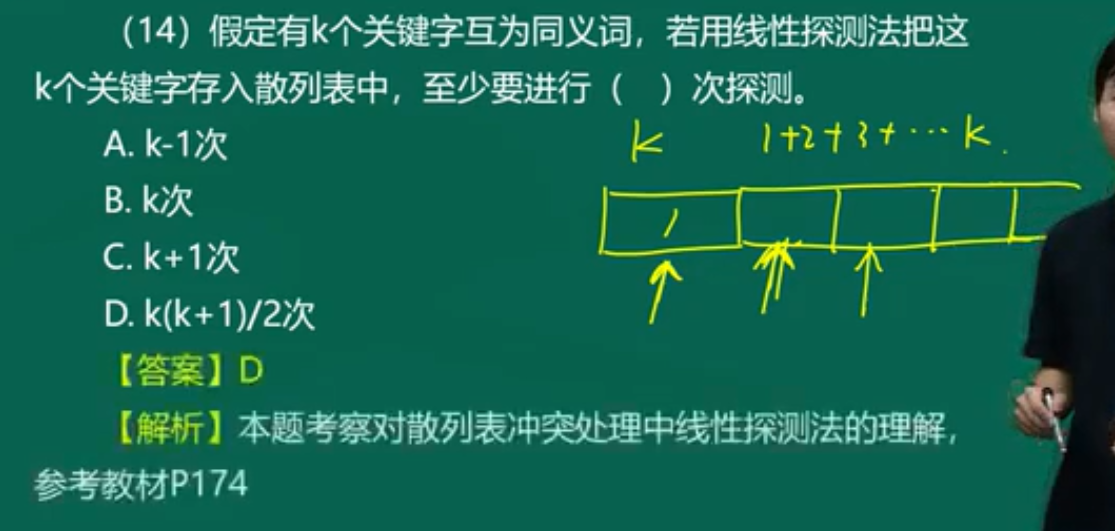 （14）假定有k个关键字互为同义词，若用线性探测法把这
k个关键字存入散列表中，至少要进行（　）次探测。
A. k-1次
k 1+2+3+…k.
B. k次
1
C. k+1次
D. k(k+1)/2次
【答案】D
【解析】本题考察对散列表冲突处理中线性探测法的理解，
参考教材P174